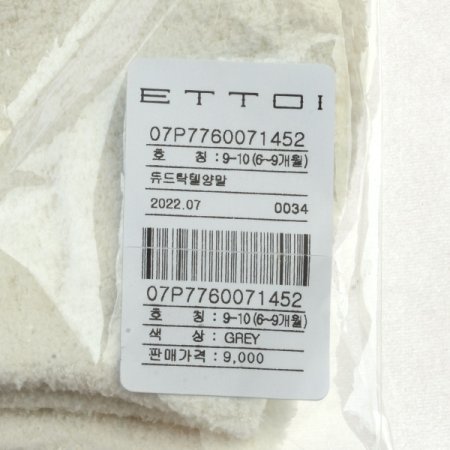 ETTOI
07P7760071452
호 칭 : 9-10(6~9개월)
듀드락텔양말
2022.07 0034
07P7760071452
호 칭 : 9-10(6~9개월)
색 상 : GREY
판매가격 : 9,000